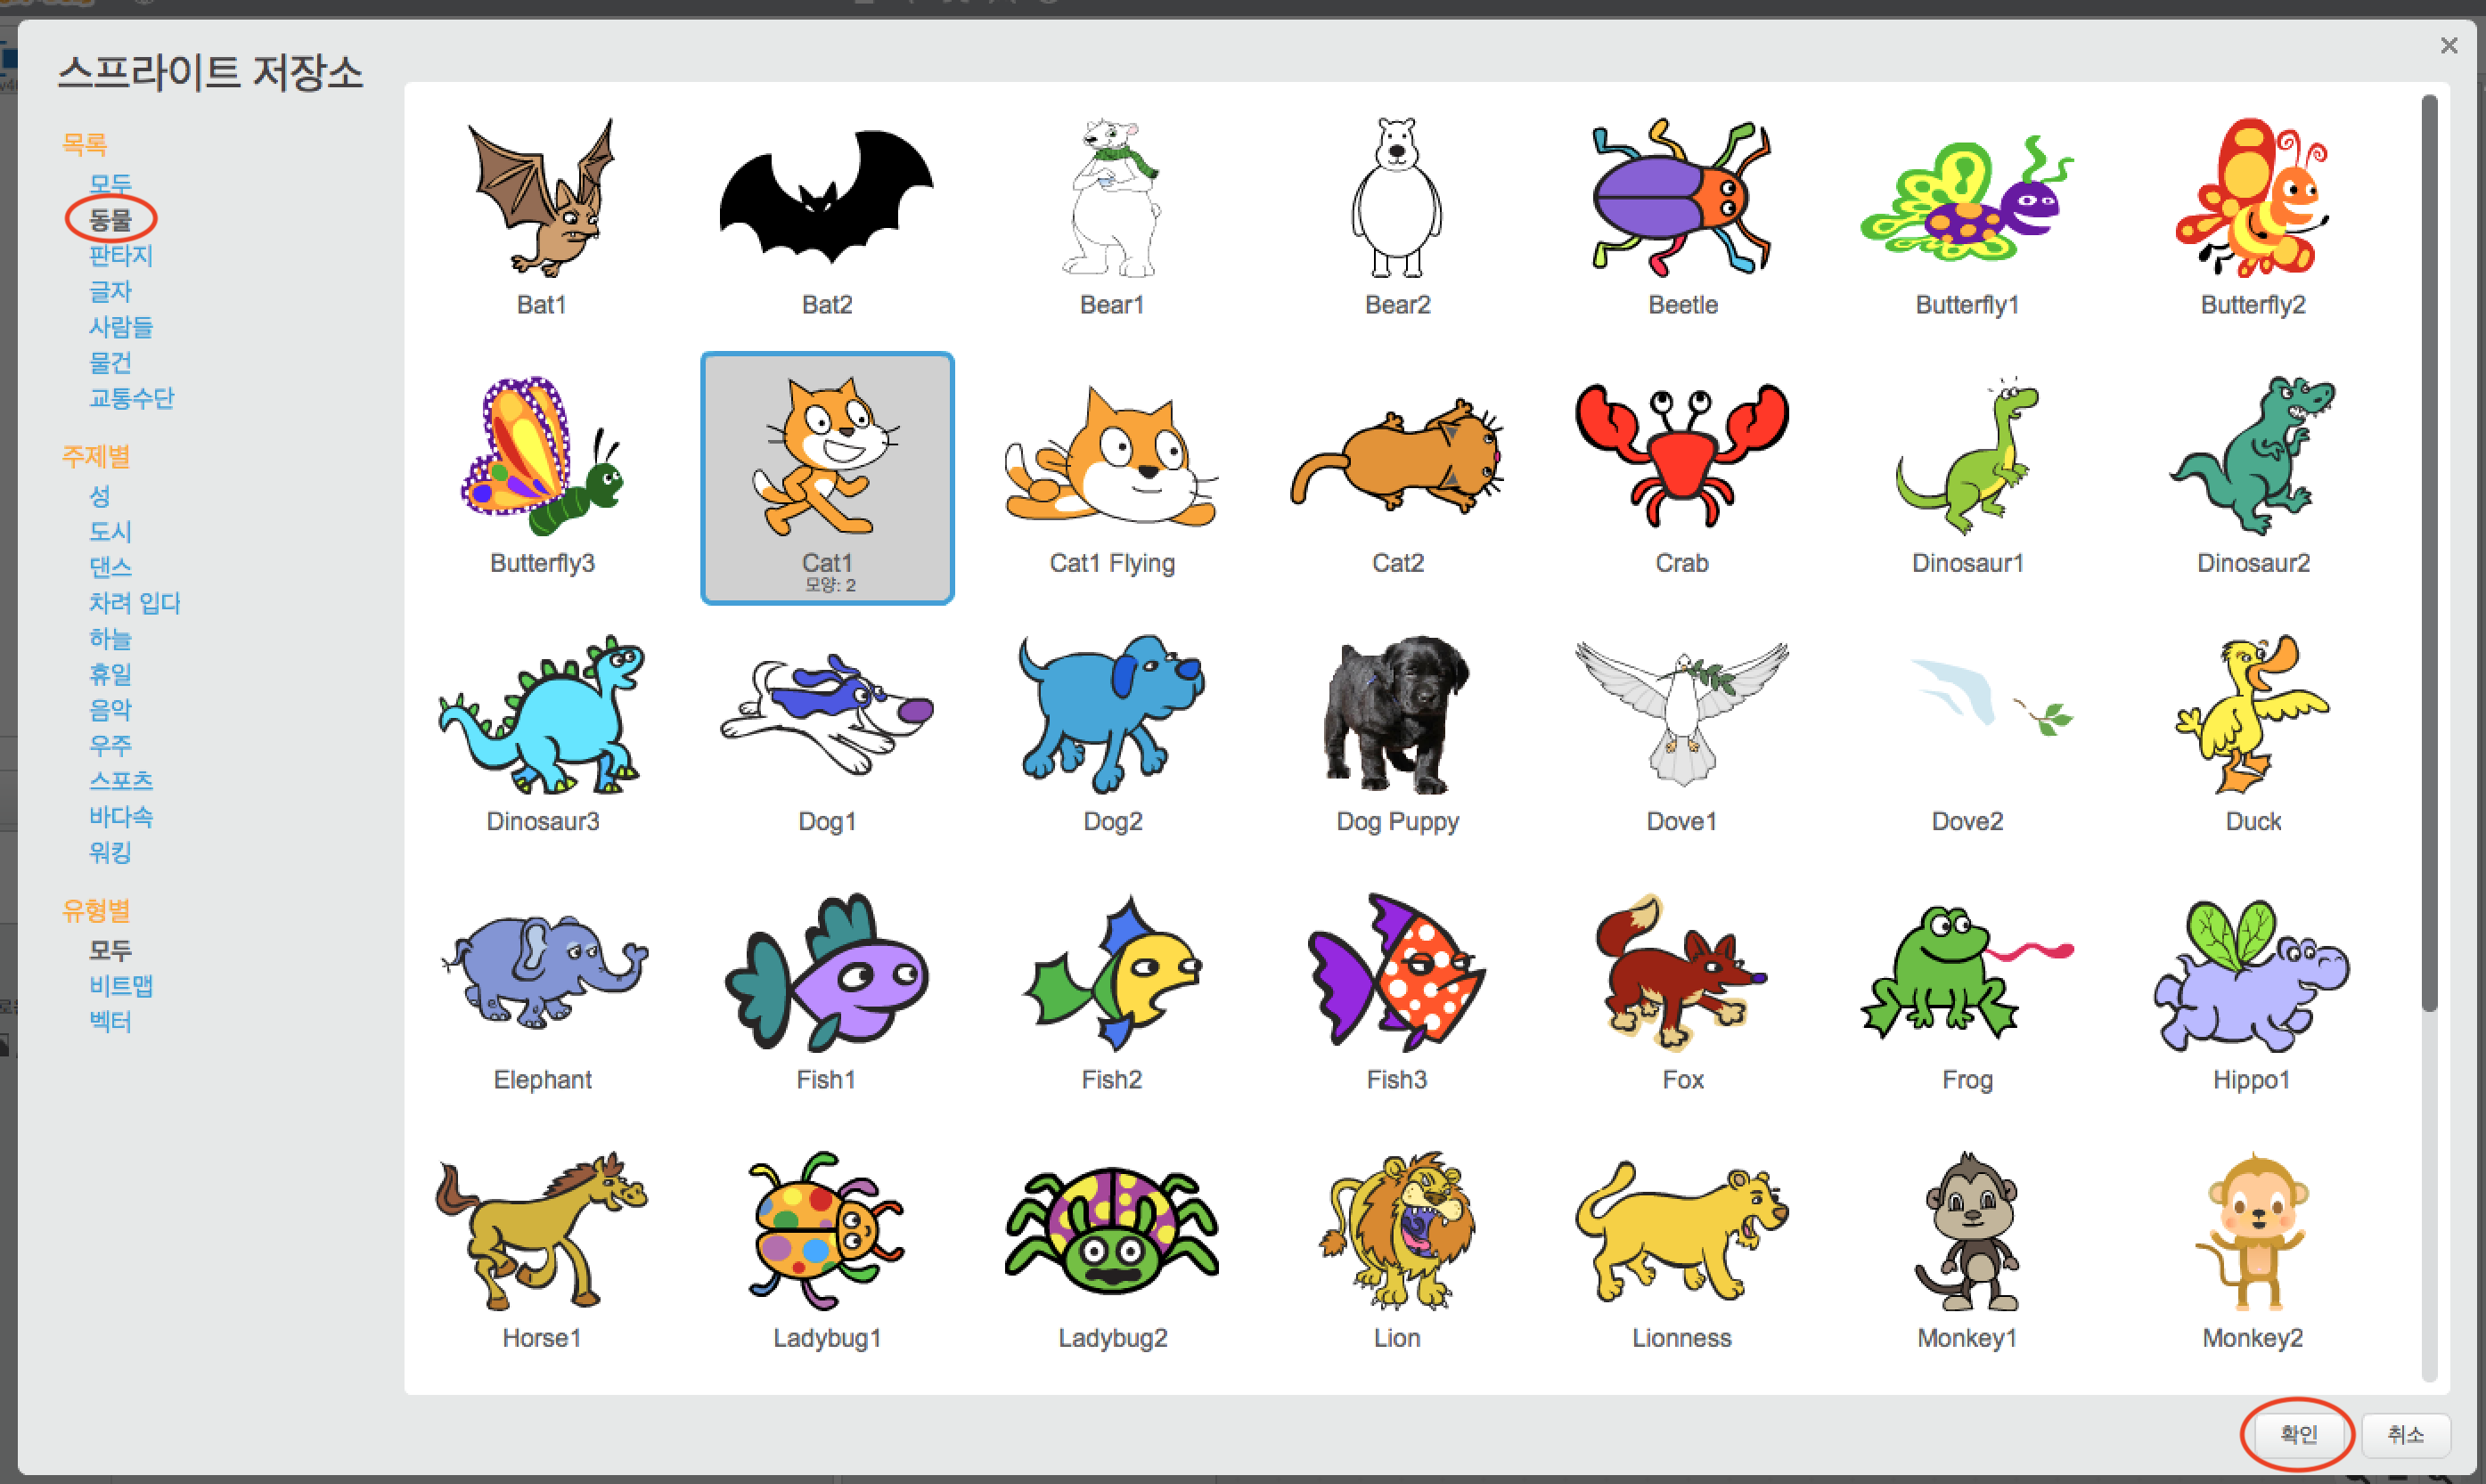 스프라이트 저장소
목록
모두
동물
판타지
글자
사람들
물건
교통수단
주제별
성
도시
댄스
차려 입다
하늘
휴일
음악
우주
스포츠
바다속
워킹
유형별
모두
비트맵
벡터
Bat1
Bat2
Bear1
Bear2
Beetle
Butterfly1
Butterfly2
Butterfly3
Cat1
모양: 2
Cat1 Flying
Cat2
Crab
Dinosaur1
Dinosaur2
Dinosaur3
Dog1
Dog2
Dog Puppy
Dove1
Dove2
Duck
Elephant
Fish1
Fish2
Fish3
Fox
Frog
Hippo1
Horse1
Ladybug1
Ladybug2
Lion
Lionness
Monkey1
Monkey2
확인
취소